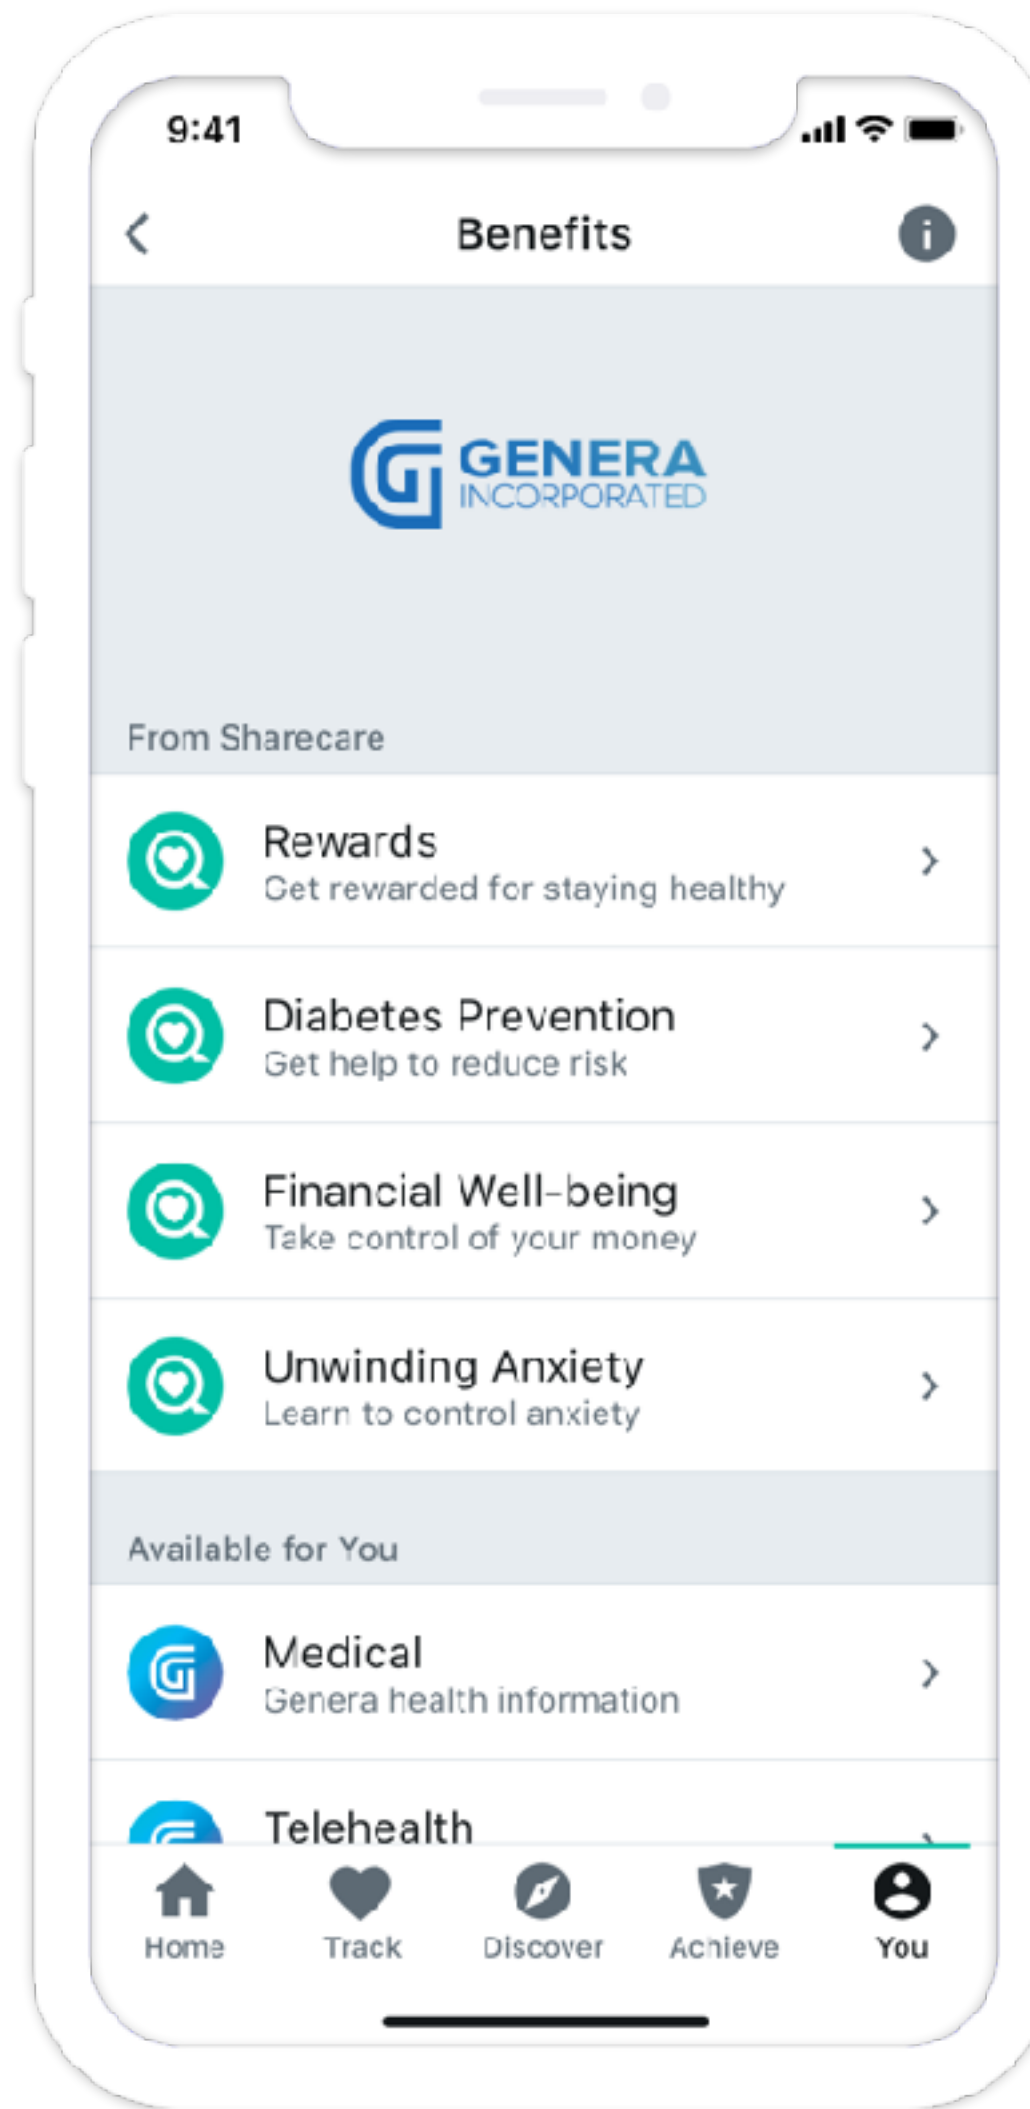 9:41
Benefits
GENERA
INCORPORATED
From Sharecare
Rewards
Get rewarded for staying healthy
Diabetes Prevention
Get help to reduce risk
Financial Well-being
Take control of your money
Unwinding Anxiety
Learn to control anxiety
Available for You
Medical
Genera health information
Telehealth
Home Track Discover Achieve You